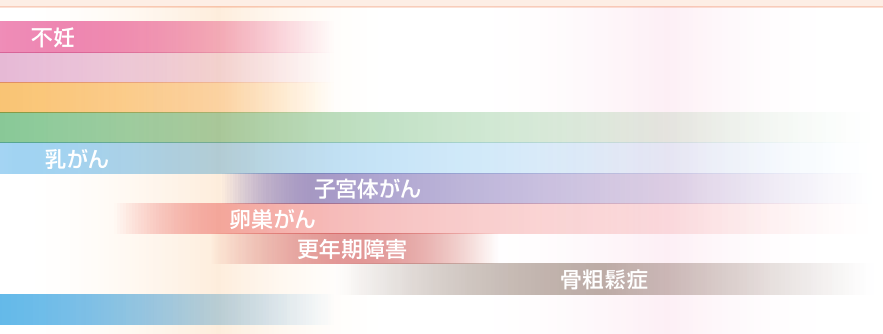 不妊
乳がん
子宮体がん
卵巣がん
更年期障害
骨粗鬆症